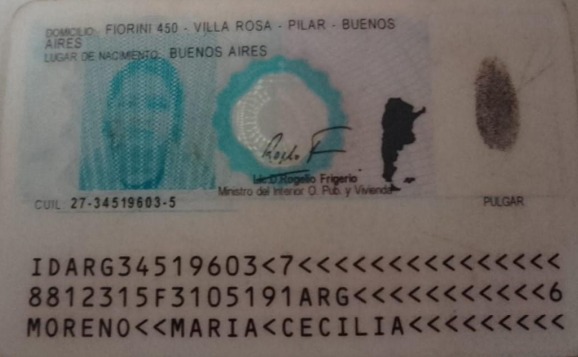 DOMICILIO: FIORINI 450 - VILLA ROSA - PILAR - BUENOS
AIRES
LUGAR DE NACIMIENTO: BUENOS AIRES
Lic. D. Rogelio Frigerio
Ministro del Interior O. Pub. y Vivienda
CUIL: 27-34519603-5
PULGAR
IDARG34519603<7<<<<<<<<<<<<<<<
8812315F3105191ARG<<<<<<<<<<<6
MORENO<<MARIA<CECILIA<<<<<<<<<